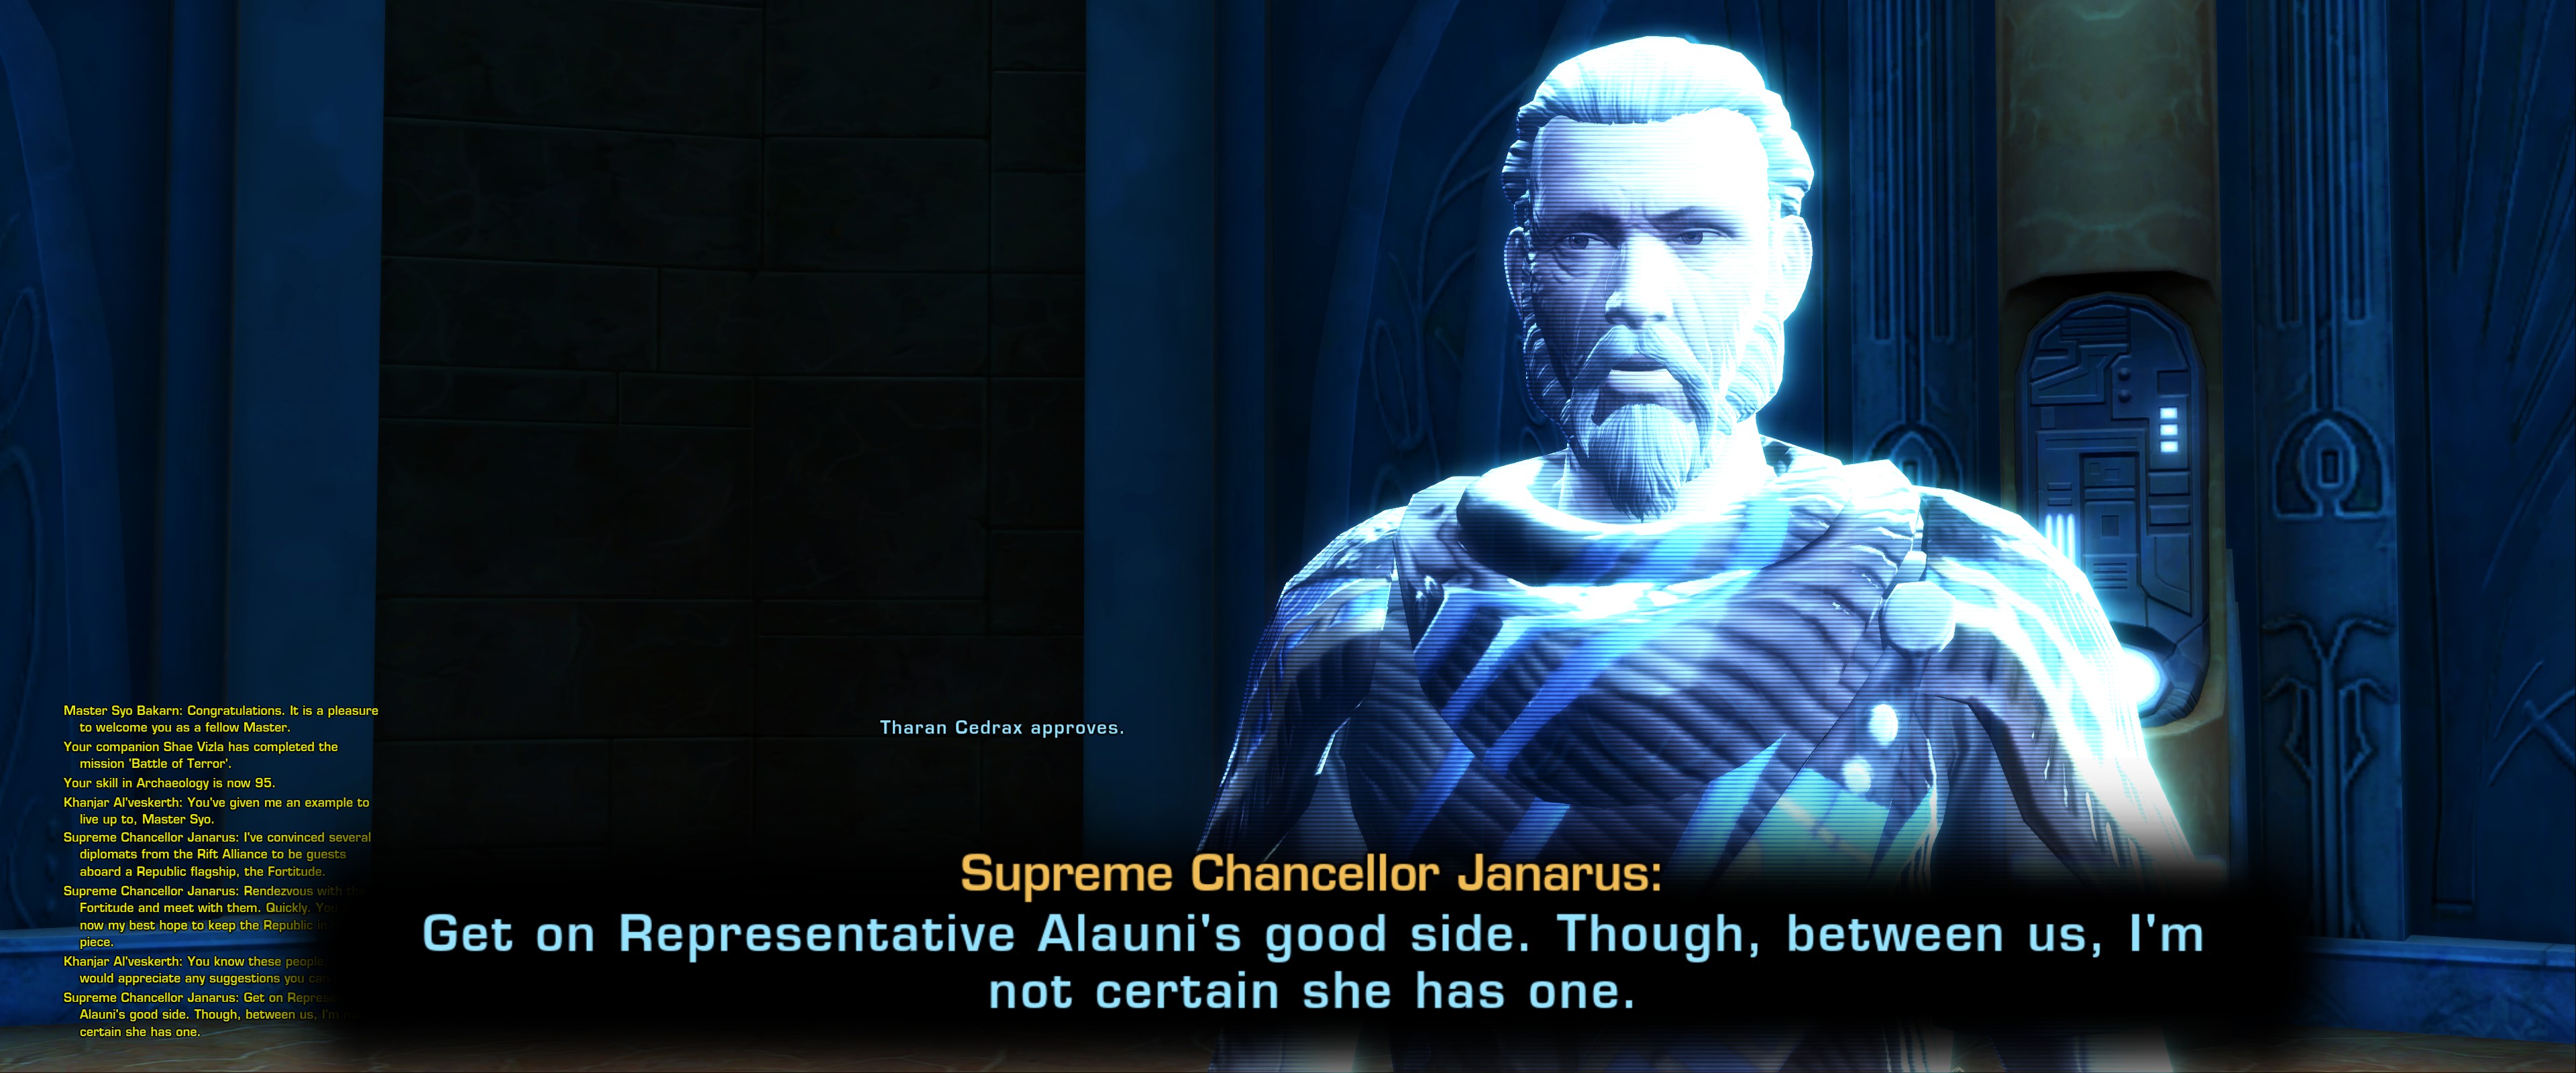 Master Syo Bakarn: Congratulations. It is a pleasure
to welcome you as a fellow Master.
Your companion Shae Vizla has completed the
mission 'Battle of Terror'.
Your skill in Archaeology is now 95.
Khanjar Al'veskerth: You've given me an example to
live up to, Master Syo.
Supreme Chancellor Janarus: I've convinced several
diplomats from the Rift Alliance to be guests
aboard a Republic flagship, the Fortitude.
Supreme Chancellor Janarus: Rendezvous with the
Fortitude and meet with them. Quickly.
now my best hope to keep the Republic in
piece.
Khanjar Al'veskerth: You know these people
would appreciate any suggestions you
Supreme Chancellor Janarus: Get on
Alauni's good side. Though, between us, I'm
certain she has one.
Tharan Cedrax approves.
Supreme Chancellor Janarus:
Get on Representative Alauni's good side. Though, between us, I'm
not certain she has one.